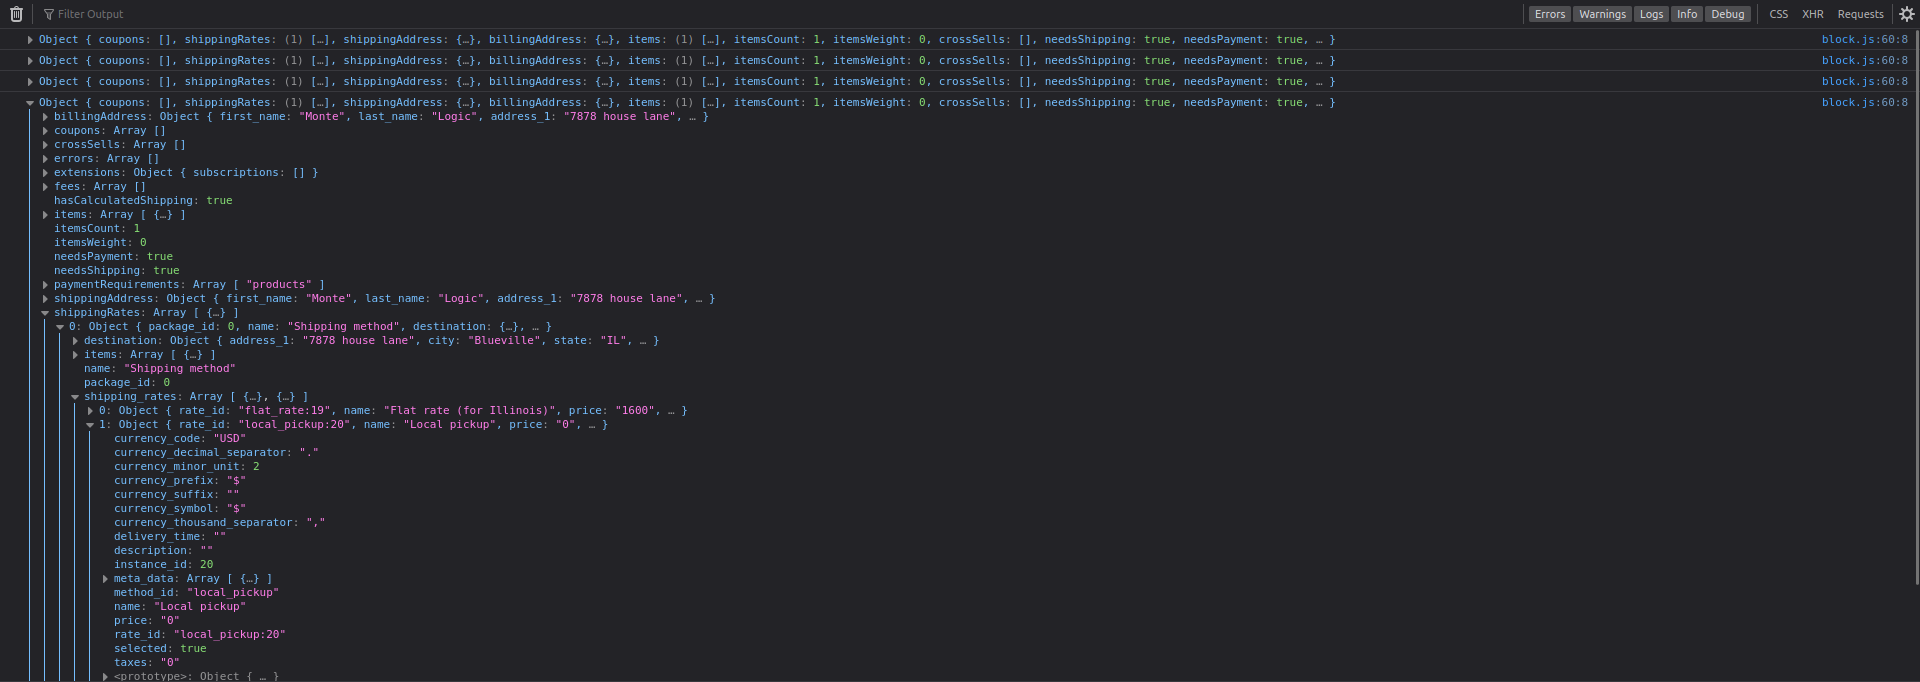 Filter Output Errors Warnings Logs Info Debug CSS XHR Requests
Object { coupons: [], shippingRates: (1) […], shippingAddress: {…}, billingAddress: {…}, items: (1) […], itemsCount: 1, itemsWeight: 0, crossSells: [], needsShipping: true, needsPayment: true, … } block.js:60:8
Object { coupons: [], shippingRates: (1) […], shippingAddress: {…}, billingAddress: {…}, items: (1) […], itemsCount: 1, itemsWeight: 0, crossSells: [], needsShipping: true, needsPayment: true, … } block.js:60:8
Object { coupons: [], shippingRates: (1) […], shippingAddress: {…}, billingAddress: {…}, items: (1) […], itemsCount: 1, itemsWeight: 0, crossSells: [], needsShipping: true, needsPayment: true, … } block.js:60:8
Object { coupons: [], shippingRates: (1) […], shippingAddress: {…}, billingAddress: {…}, items: (1) […], itemsCount: 1, itemsWeight: 0, crossSells: [], needsShipping: true, needsPayment: true, … } block.js:60:8
billingAddress: Object { first_name: "Monte", last_name: "Logic", address_1: "7878 house lane", … }
coupons: Array []
crossSells: Array []
errors: Array []
extensions: Object { subscriptions: [] }
fees: Array []
hasCalculatedShipping: true
items: Array [ {…} ]
itemsCount: 1
itemsWeight: 0
needsPayment: true
needsShipping: true
paymentRequirements: Array [ "products" ]
shippingAddress: Object { first_name: "Monte", last_name: "Logic", address_1: "7878 house lane", … }
shippingRates: Array [ {…} ]
0: Object { package_id: 0, name: "Shipping method", destination: {…}, … }
destination: Object { address_1: "7878 house lane", city: "Blueville", state: "IL", … }
items: Array [ {…} ]
name: "Shipping method"
package_id: 0
shipping_rates: Array [ {…}, {…} ]
0: Object { rate_id: "flat_rate:19", name: "Flat rate (for Illinois)", price: "1600", … }
1: Object { rate_id: "local_pickup:20", name: "Local pickup", price: "0", … }
currency_code: "USD"
currency_decimal_separator: "."
currency_minor_unit: 2
currency_prefix: "$"
currency_suffix: ""
currency_symbol: "$"
currency_thousand_separator: ","
delivery_time: ""
description: ""
instance_id: 20
meta_data: Array [ {…} ]
method_id: "local_pickup"
name: "Local pickup"
price: "0"
rate_id: "local_pickup:20"
selected: true
taxes: "0"
<prototype>: Object { … }